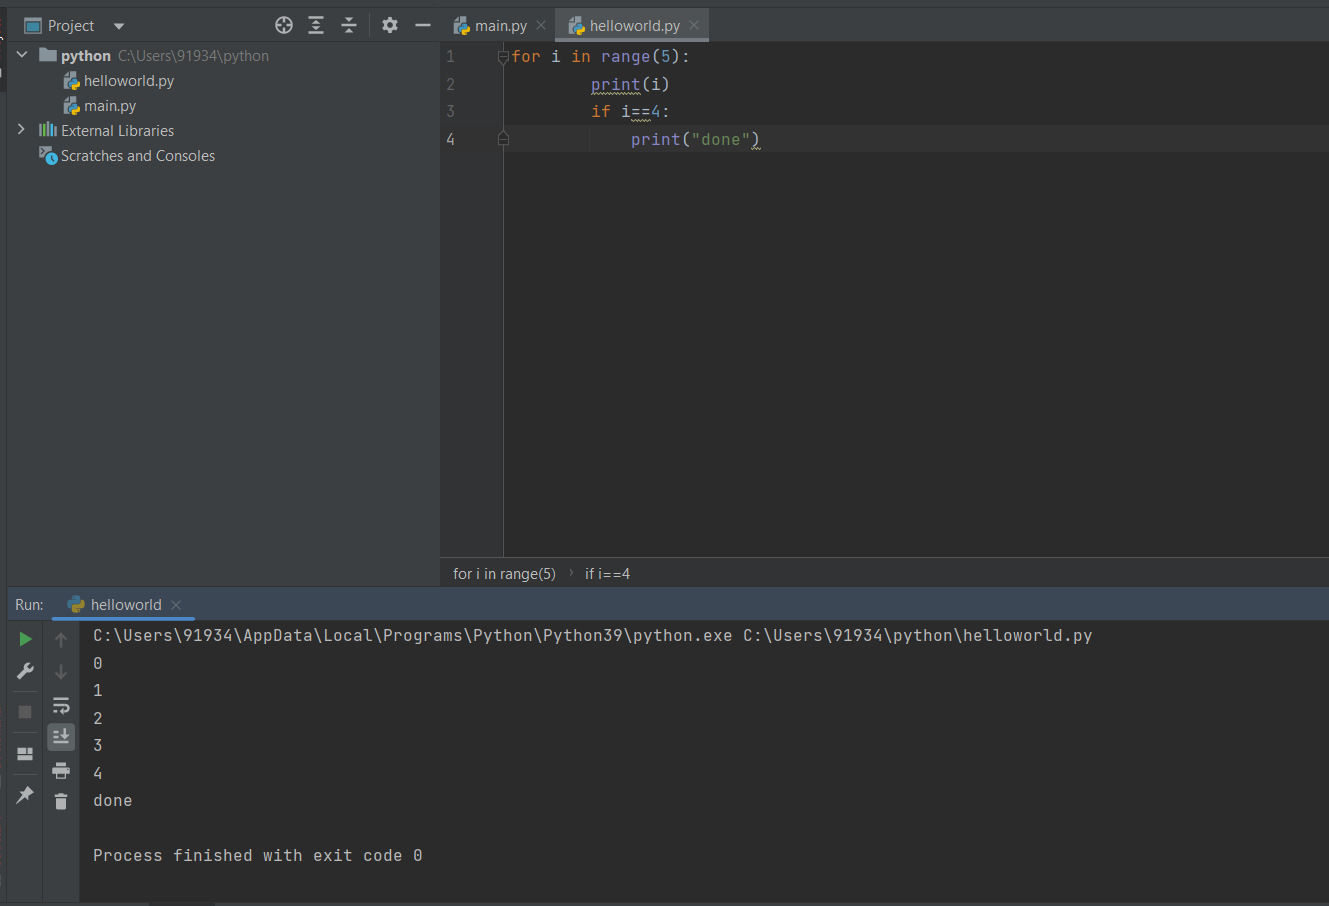 Project
main.py
helloworld.py
python C:\Users\91934\python
helloworld.py
main.py
External Libraries
Scratches and Consoles
1 for i in range(5):
2         print(i)
3         if i==4:
4             print("done")
for i in range(5) › if i==4
Run: helloworld
C:\Users\91934\AppData\Local\Programs\Python\Python39\python.exe C:\Users\91934\python\helloworld.py
0
1
2
3
4
done
Process finished with exit code 0